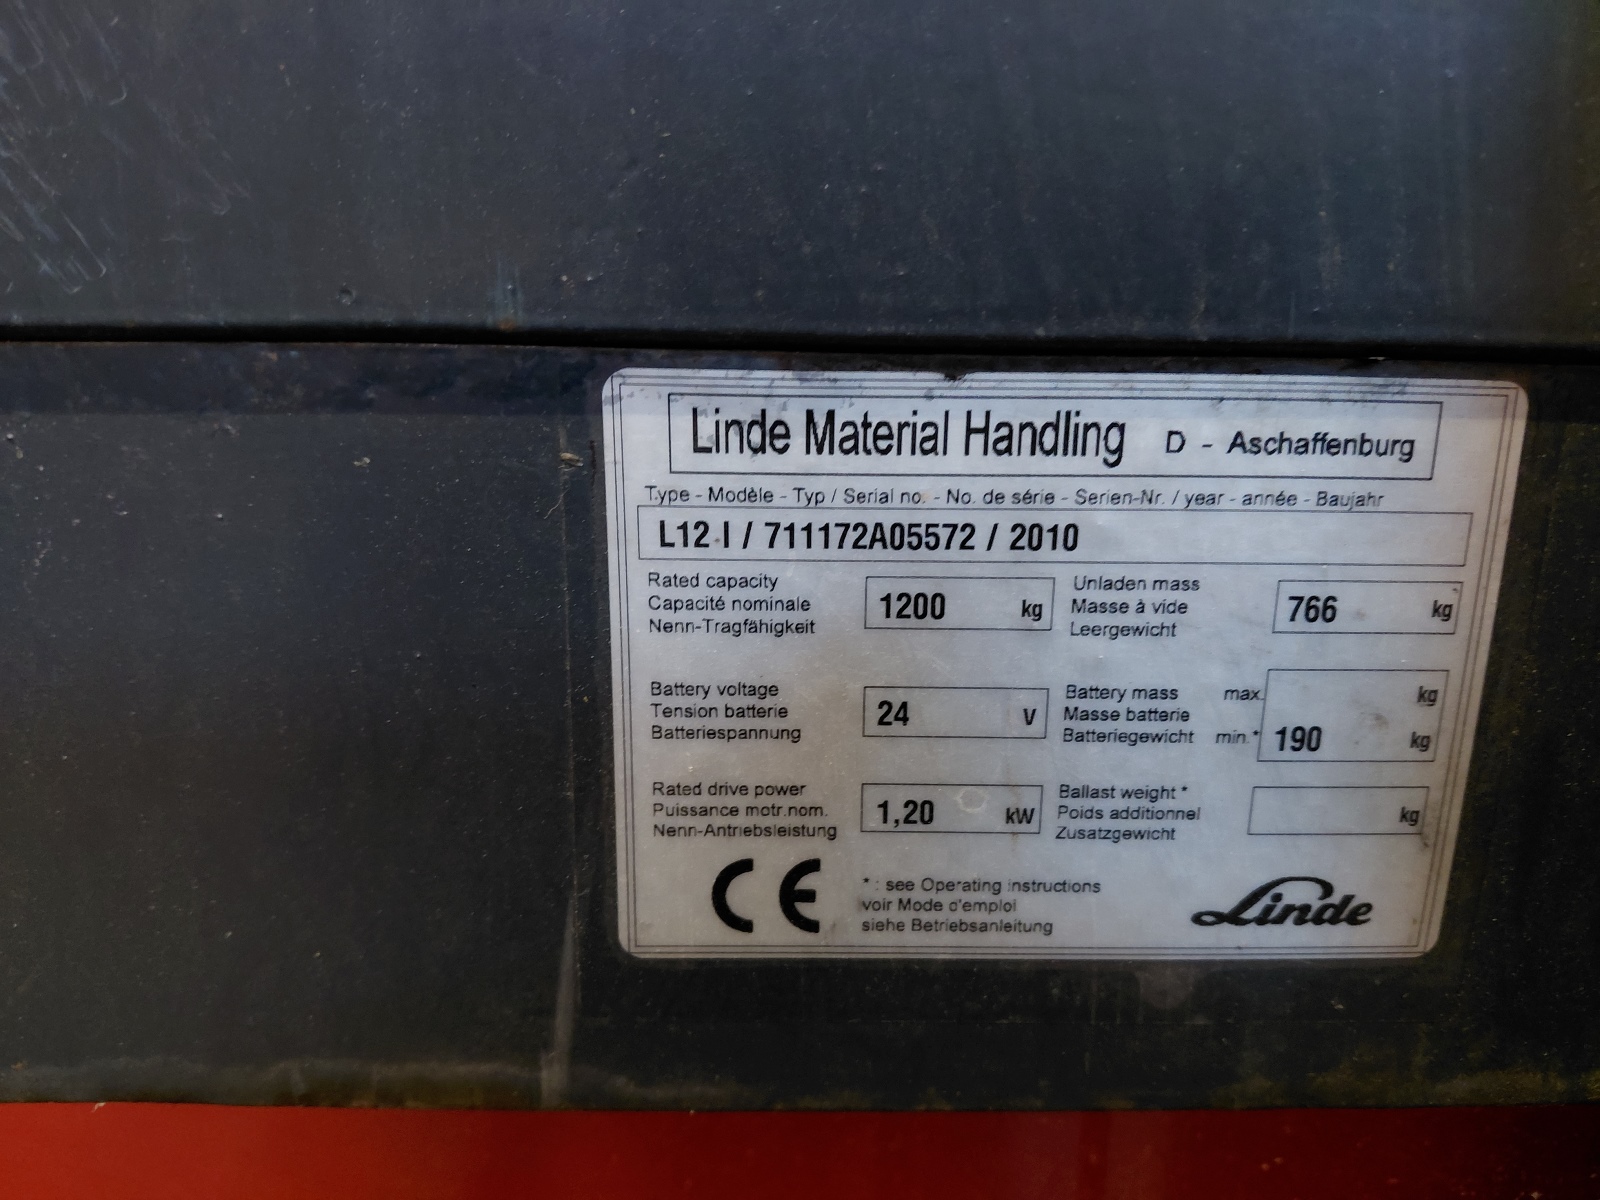 Linde Material Handling D - Aschaffenburg
Type - Modèle - Typ / Serial no. - No. de série - Serien-Nr. / year - année - Baujahr
L12 I / 711172A05572 / 2010
Rated capacity
Capacité nominale
Nenn-Tragfähigkeit
1200 kg
Unladen mass
Masse à vide
Leergewicht
766 kg
Battery voltage
Tension batterie
Batteriespannung
24 V
Battery mass max. kg
Masse batterie
Batteriegewicht min.* 190 kg
Rated drive power
Puissance motr.nom.
Nenn-Antriebsleistung
1,20 kW
Ballast weight *
Poids additionnel
Zusatzgewicht
kg
CE
* : see Operating instructions
voir Mode d'emploi
siehe Betriebsanleitung
Linde